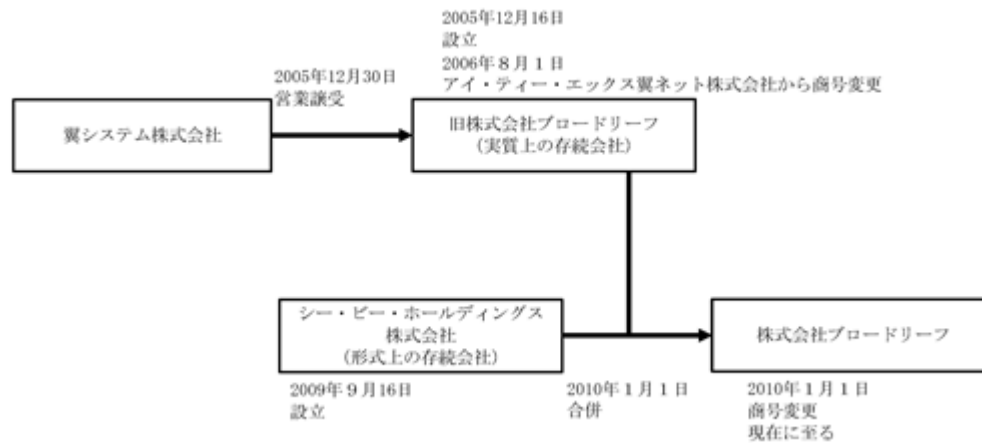 2005年12月16日
設立
2006年８月１日
アイ・ティー・エックス翼ネット株式会社から商号変更
2005年12月30日
営業譲受
翼システム株式会社
旧株式会社ブロードリーフ
（実質上の存続会社）
シー・ビー・ホールディングス
株式会社
（形式上の存続会社）
株式会社ブロードリーフ
2009年９月16日
設立
2010年１月１日
合併
2010年１月１日
商号変更
現在に至る